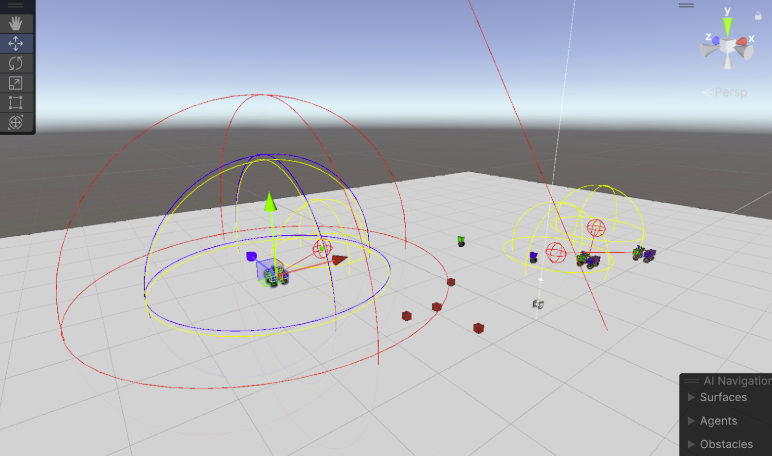 y
z
x
Persp
AI Navigation
Surfaces
Agents
Obstacles